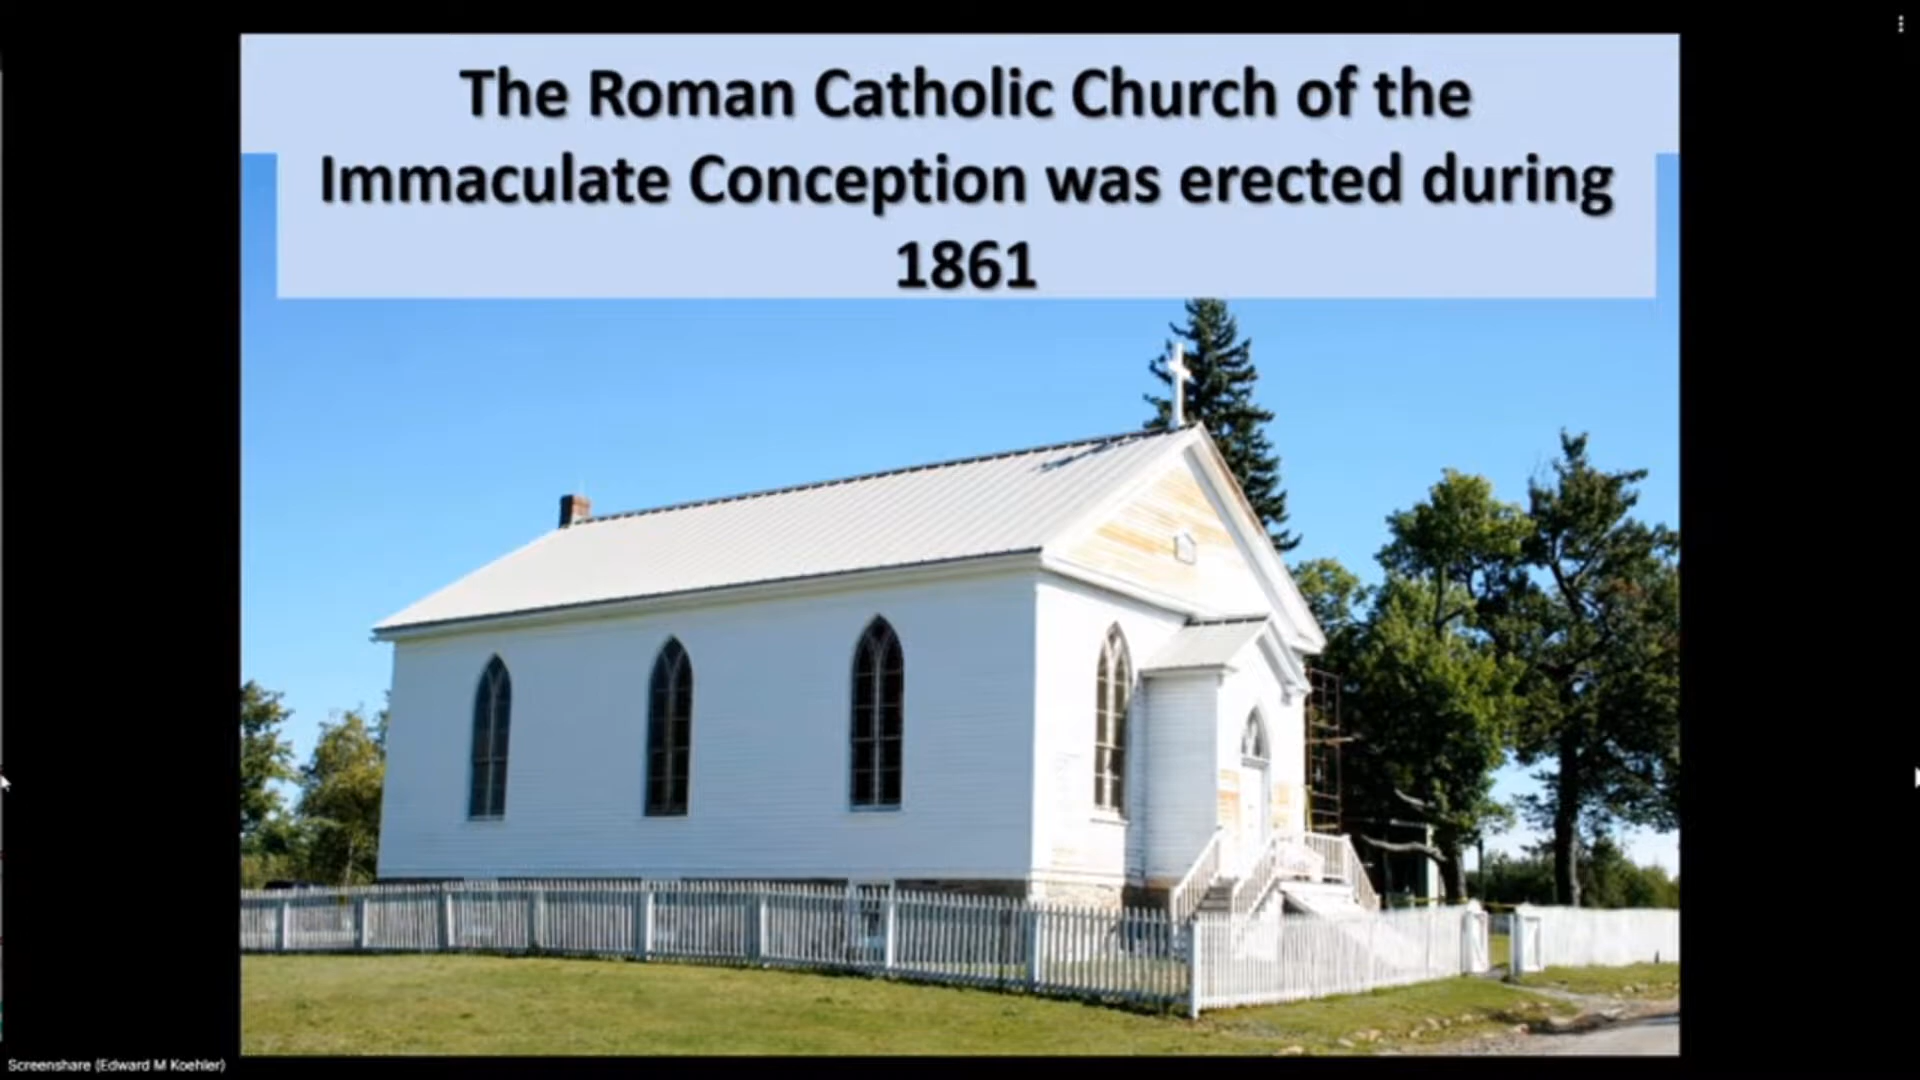 The Roman Catholic Church of the
Immaculate Conception was erected during
1861
Screenshare (Edward M Koehler)